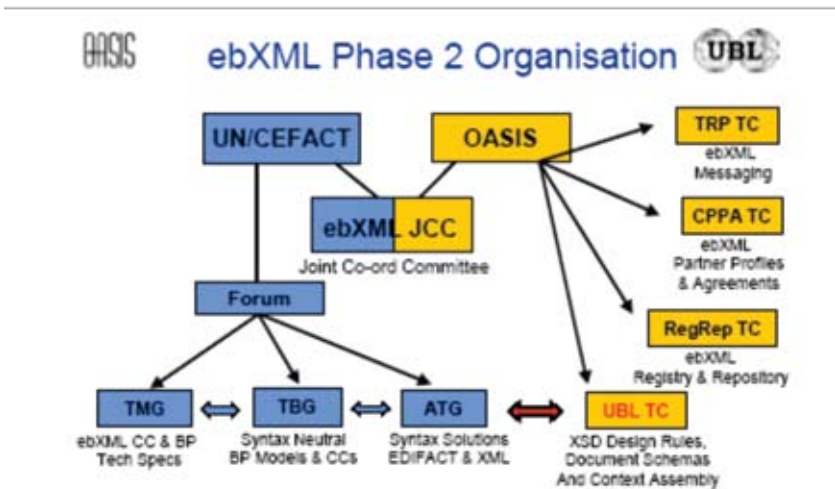 OASIS
ebXML Phase 2 Organisation
UBL
UN/CEFACT
OASIS
ebXML JCC
Joint Co-ord Committee
Forum
TRP TC
ebXML
Messaging
CPPA TC
ebXML
Partner Profiles
& Agreements
RegRep TC
ebXML
Registry & Repository
TMG
ebXML CC & BP
Tech Specs
TBG
Syntax Neutral
BP Models & CCs
ATG
Syntax Solutions
EDIFACT & XML
UBL TC
XSD Design Rules,
Document Schemas
And Context Assembly